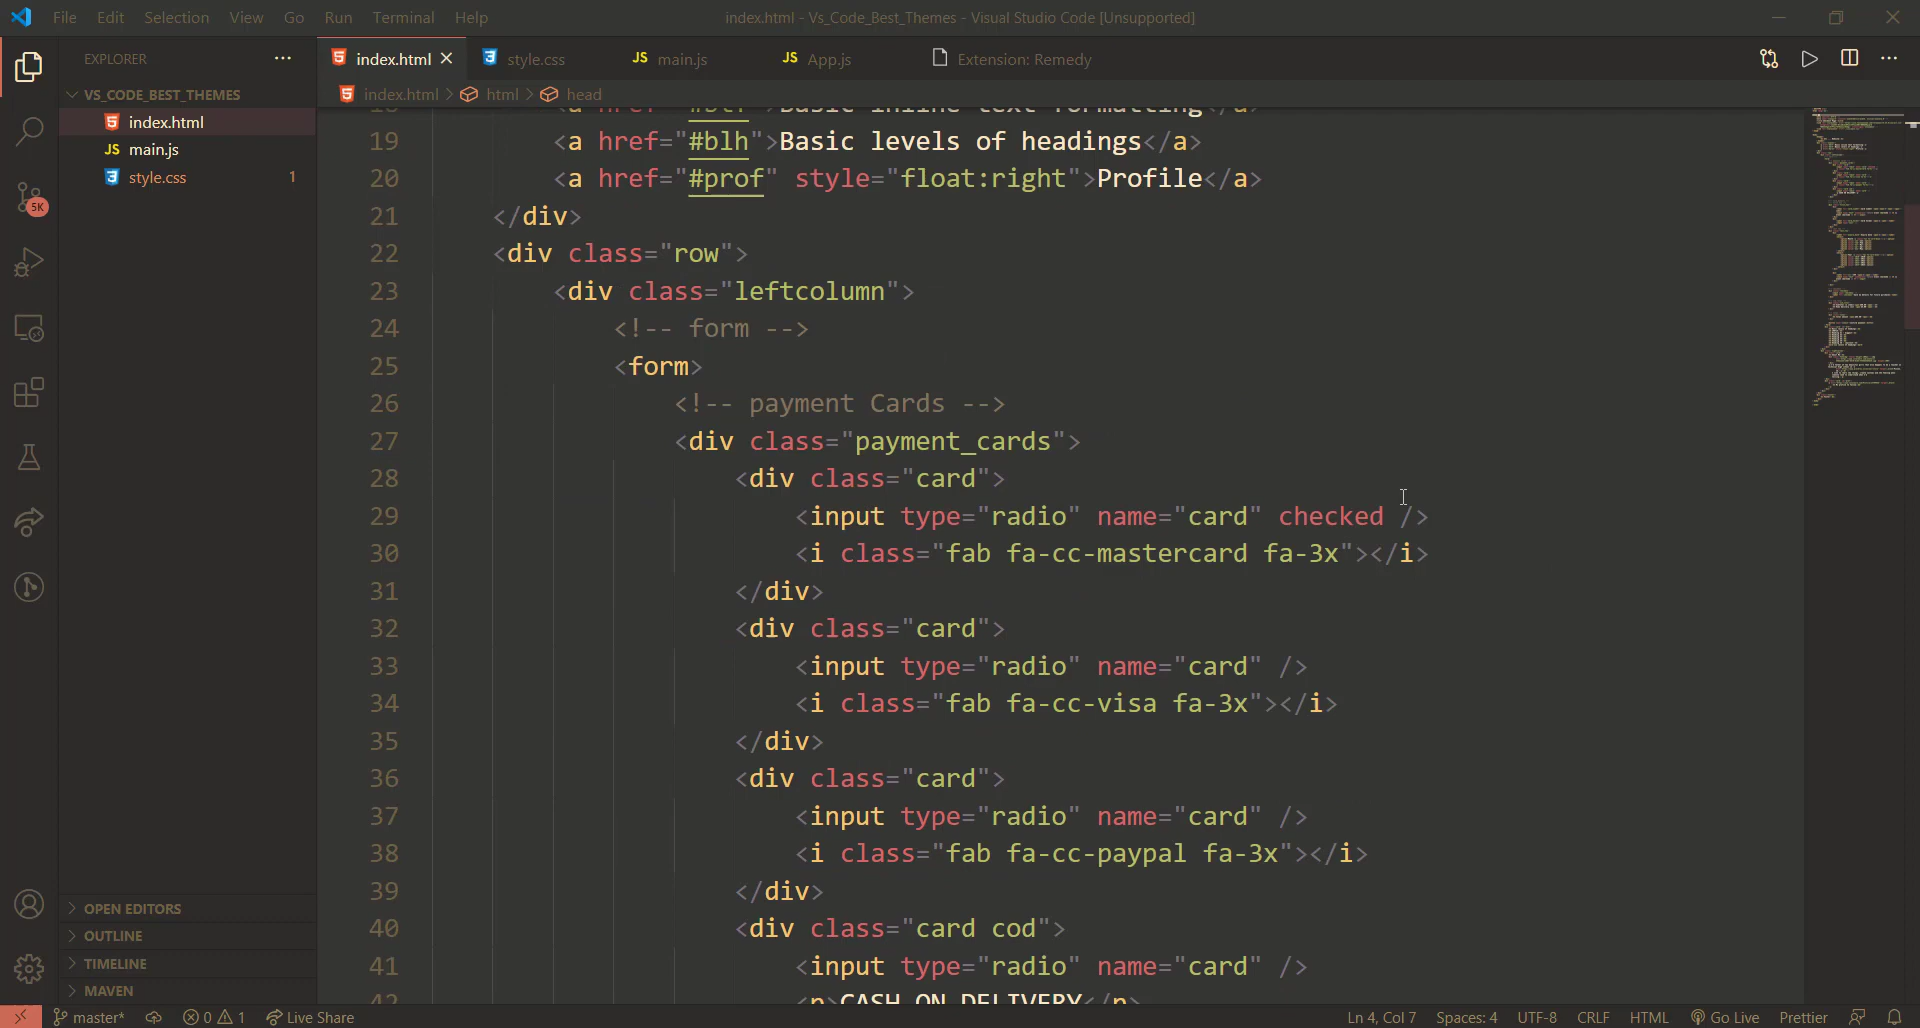 File Edit Selection View Go Run Terminal Help
index.html - Vs_Code_Best_Themes - Visual Studio Code [Unsupported]
EXPLORER
index.html
style.css
JS main.js
JS App.js
Extension: Remedy
index.html > html > head
VS_CODE_BEST_THEMES
index.html
JS main.js
style.css 1
5K
19 <a href="#blh">Basic levels of headings</a>
20 <a href="#prof" style="float:right">Profile</a>
21 </div>
22 <div class="row">
23 <div class="leftcolumn">
24 <!-- form -->
25 <form>
26 <!-- payment Cards -->
27 <div class="payment_cards">
28 <div class="card">
29 <input type="radio" name="card" checked />
30 <i class="fab fa-cc-mastercard fa-3x"></i>
31 </div>
32 <div class="card">
33 <input type="radio" name="card" />
34 <i class="fab fa-cc-visa fa-3x"></i>
35 </div>
36 <div class="card">
37 <input type="radio" name="card" />
38 <i class="fab fa-cc-paypal fa-3x"></i>
39 </div>
40 <div class="card cod">
41 <input type="radio" name="card" />
42 <p>CASH ON DELIVERY</p>
OPEN EDITORS
OUTLINE
TIMELINE
MAVEN
master* 0 1 Live Share
Ln 4, Col 7 Spaces: 4 UTF-8 CRLF HTML Go Live Prettier